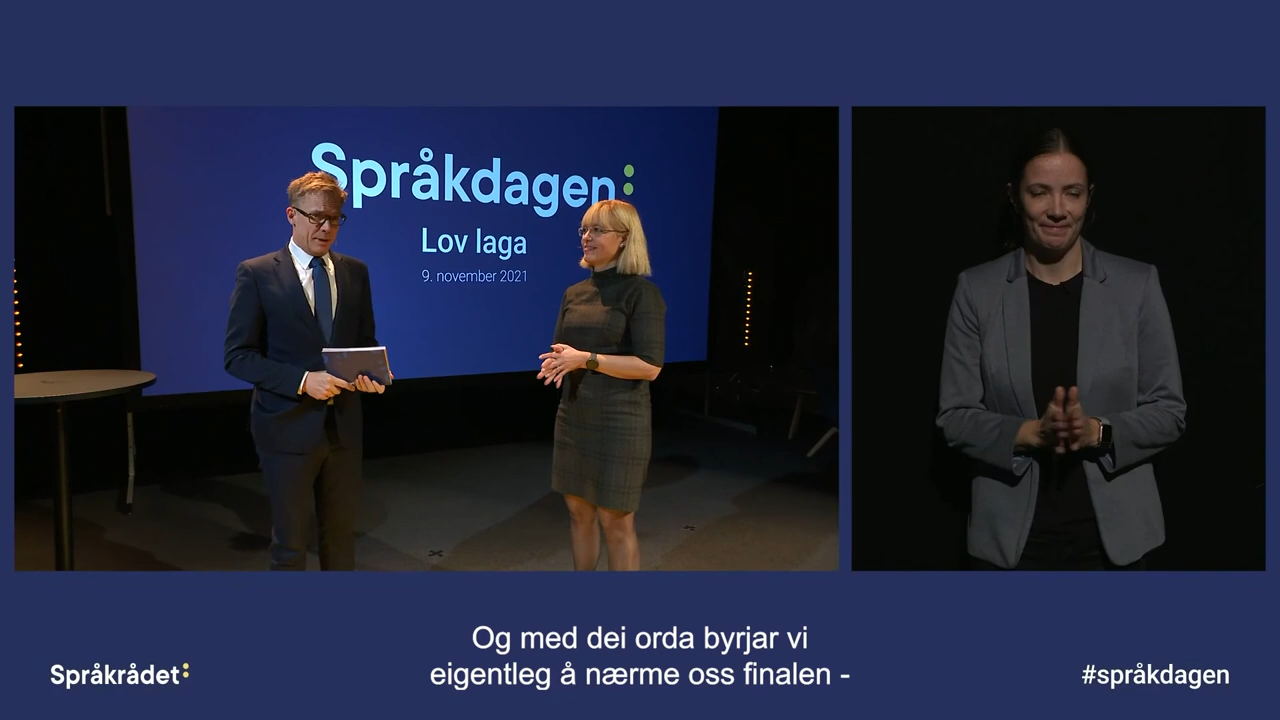 Språkdagen:
Lov laga
9. november 2021
Og med dei orda byrjar vi
eigentleg å nærme oss finalen -
Språkrådet:
#språkdagen